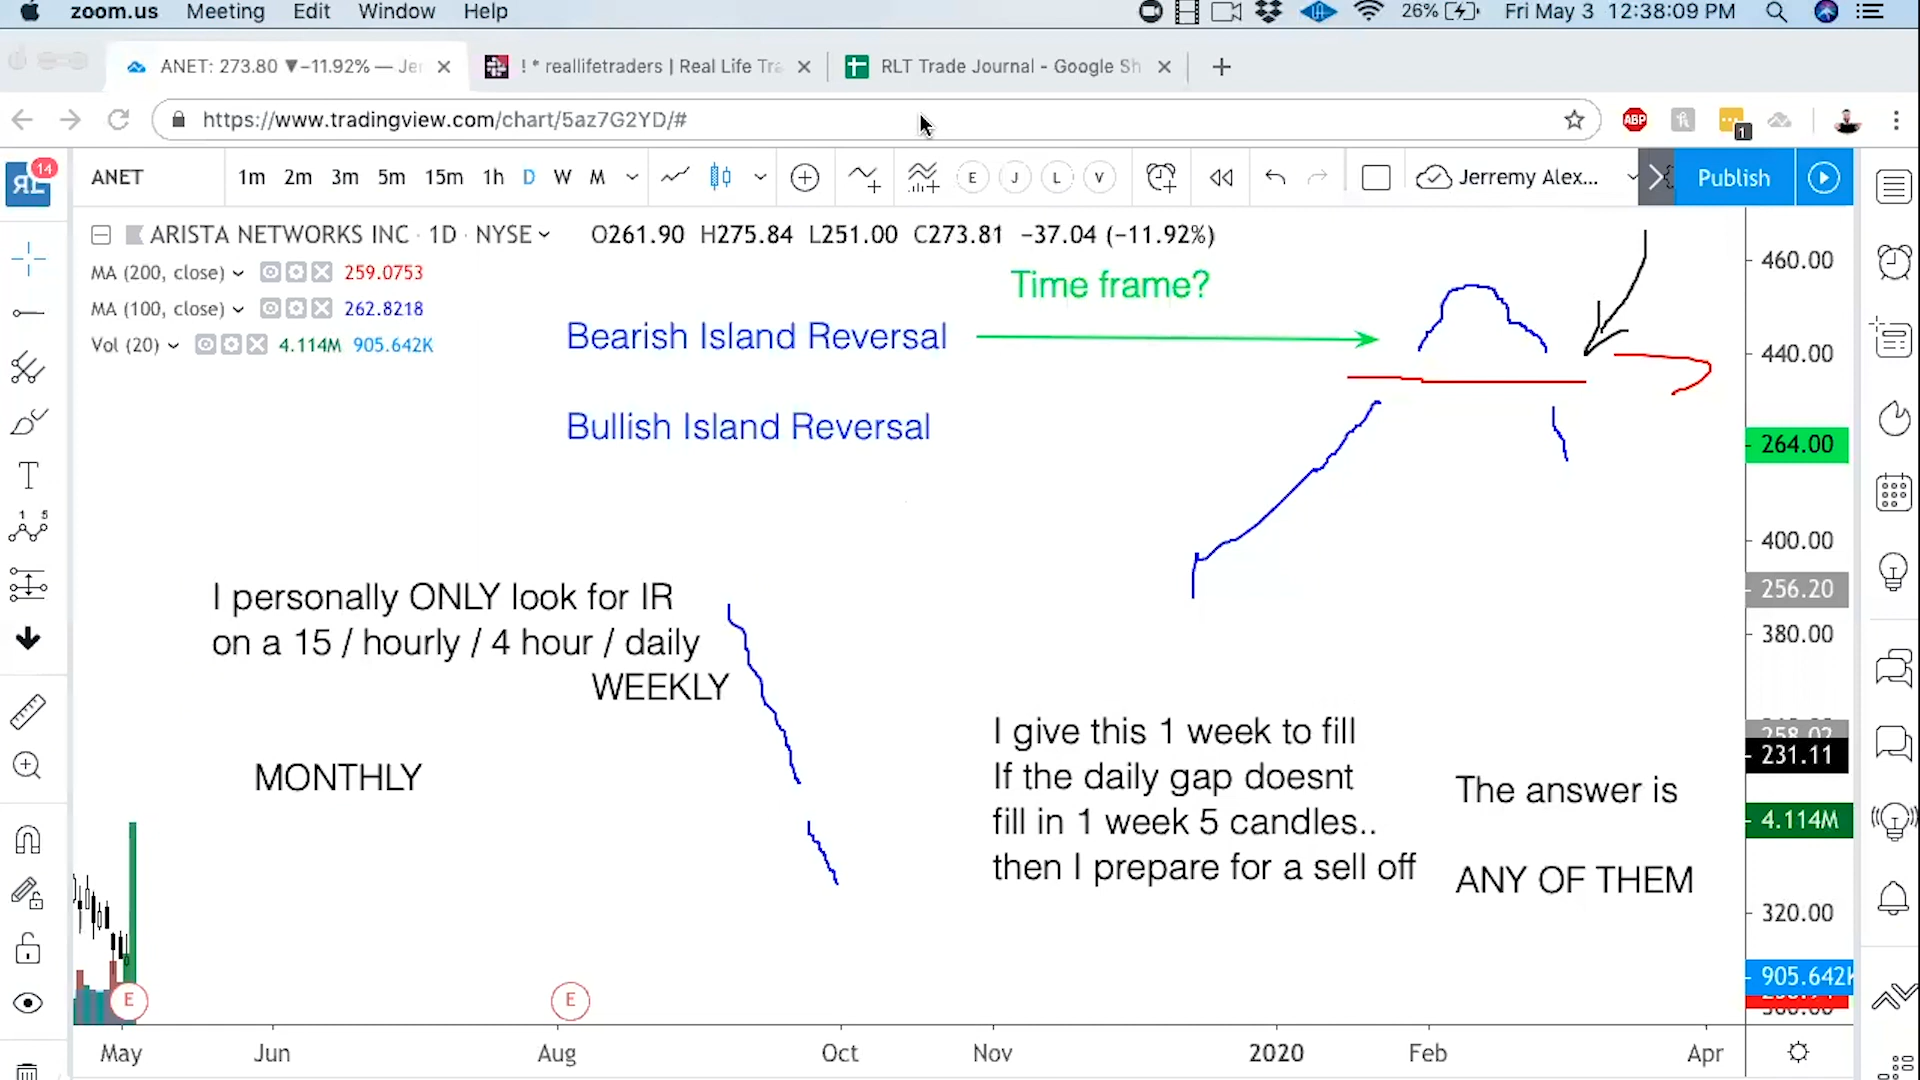 zoom.us Meeting Edit Window Help 26% Fri May 3 12:38:09 PM
ANET: 273.80 ▼−11.92% — Jer ! * reallifetraders | Real Life Tra RLT Trade Journal - Google Sh
https://www.tradingview.com/chart/5az7G2YD/# ABP 1
14
ANET 1m 2m 3m 5m 15m 1h D W M E J L V Jerremy Alex... Publish
ARISTA NETWORKS INC · 1D · NYSE O261.90 H275.84 L251.00 C273.81 −37.04 (−11.92%)
MA (200, close) 259.0753
MA (100, close) 262.8218
Vol (20) 4.114M 905.642K
Time frame?
Bearish Island Reversal
Bullish Island Reversal
I personally ONLY look for IR
on a 15 / hourly / 4 hour / daily
WEEKLY
MONTHLY
I give this 1 week to fill
If the daily gap doesnt
fill in 1 week 5 candles..
then I prepare for a sell off
The answer is
ANY OF THEM
460.00
440.00
264.00
400.00
256.20
380.00
258.02
231.11
4.114M
320.00
905.642K
E E
May Jun Aug Oct Nov 2020 Feb Apr